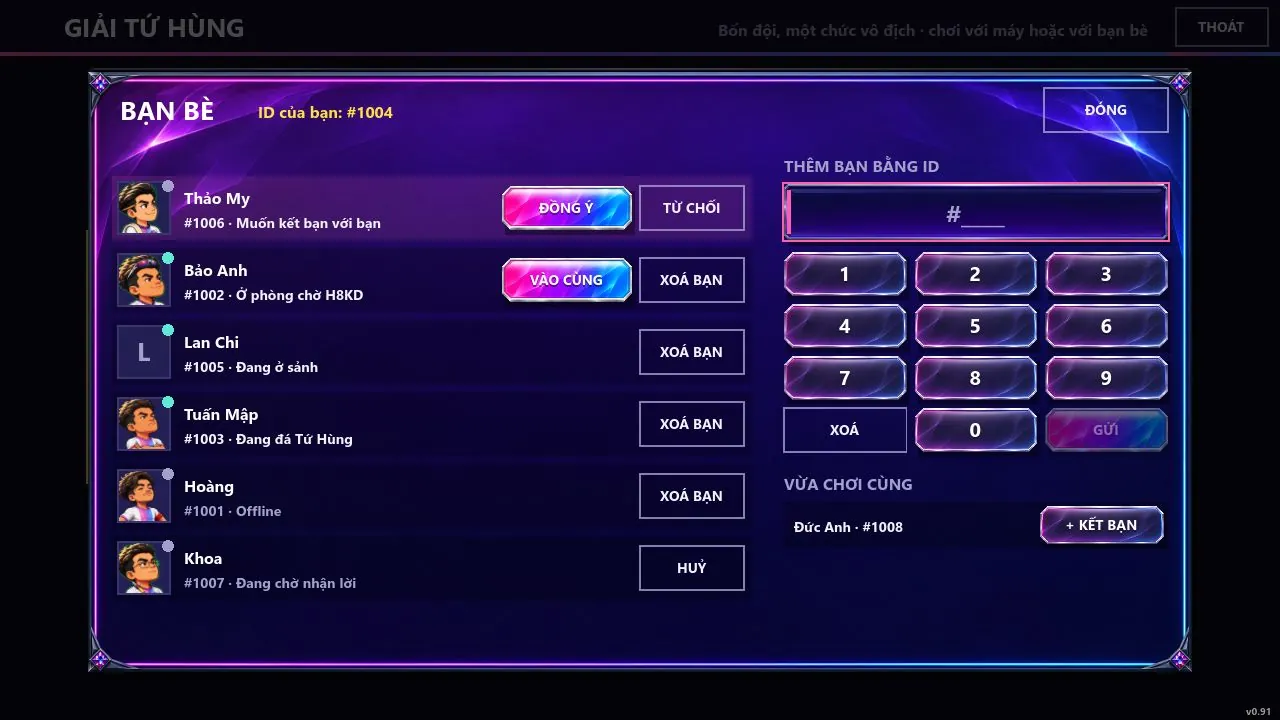 GIẢI TỨ HÙNG
Bốn đội, một chức vô địch · chơi với máy hoặc với bạn bè
THOÁT
BẠN BÈ
ID của bạn: #1004
ĐÓNG
Thảo My
#1006 · Muốn kết bạn với bạn
ĐỒNG Ý
TỪ CHỐI
Bảo Anh
#1002 · Ở phòng chờ H8KD
VÀO CÙNG
XOÁ BẠN
L
Lan Chi
#1005 · Đang ở sảnh
XOÁ BẠN
Tuấn Mập
#1003 · Đang đá Tứ Hùng
XOÁ BẠN
Hoàng
#1001 · Offline
XOÁ BẠN
Khoa
#1007 · Đang chờ nhận lời
HUỶ
THÊM BẠN BẰNG ID
#____
1 2 3
4 5 6
7 8 9
XOÁ 0 GỬI
VỪA CHƠI CÙNG
Đức Anh · #1008
+ KẾT BẠN
v0.91